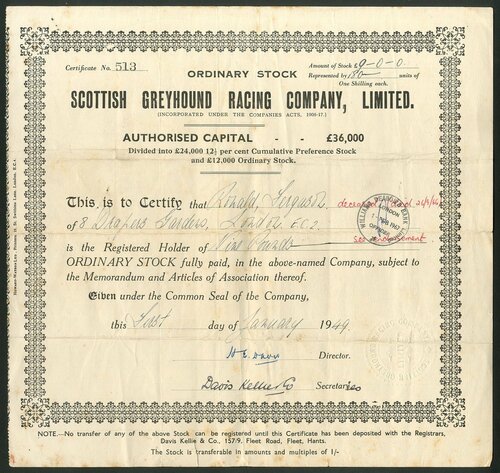 Certificate No. 513
Amount of Stock £9-0-0
Represented by 180 units of
One Shilling each.
ORDINARY STOCK
SCOTTISH GREYHOUND RACING COMPANY, LIMITED.
(INCORPORATED UNDER THE COMPANIES ACTS, 1908-17.)
AUTHORISED CAPITAL - - £36,000
Divided into £24,000 12½ per cent Cumulative Preference Stock
and £12,000 Ordinary Stock.
This is to Certify that Ronald Ferguson deceased
of 8 Drapers Gardens, London E.C.2.
is the Registered Holder of Nine Pounds see endorsement
ORDINARY STOCK fully paid, in the above-named Company, subject to
the Memorandum and Articles of Association thereof.
Given under the Common Seal of the Company,
this First day of January 1949
Director.
Davis Kellie & Co Secretaries
NOTE.—No transfer of any of the above Stock can be registered until this Certificate has been deposited with the Registrars,
Davis Kellie & Co., 157/9, Fleet Road, Fleet, Hants.
The Stock is transferable in amounts and multiples of 1/-